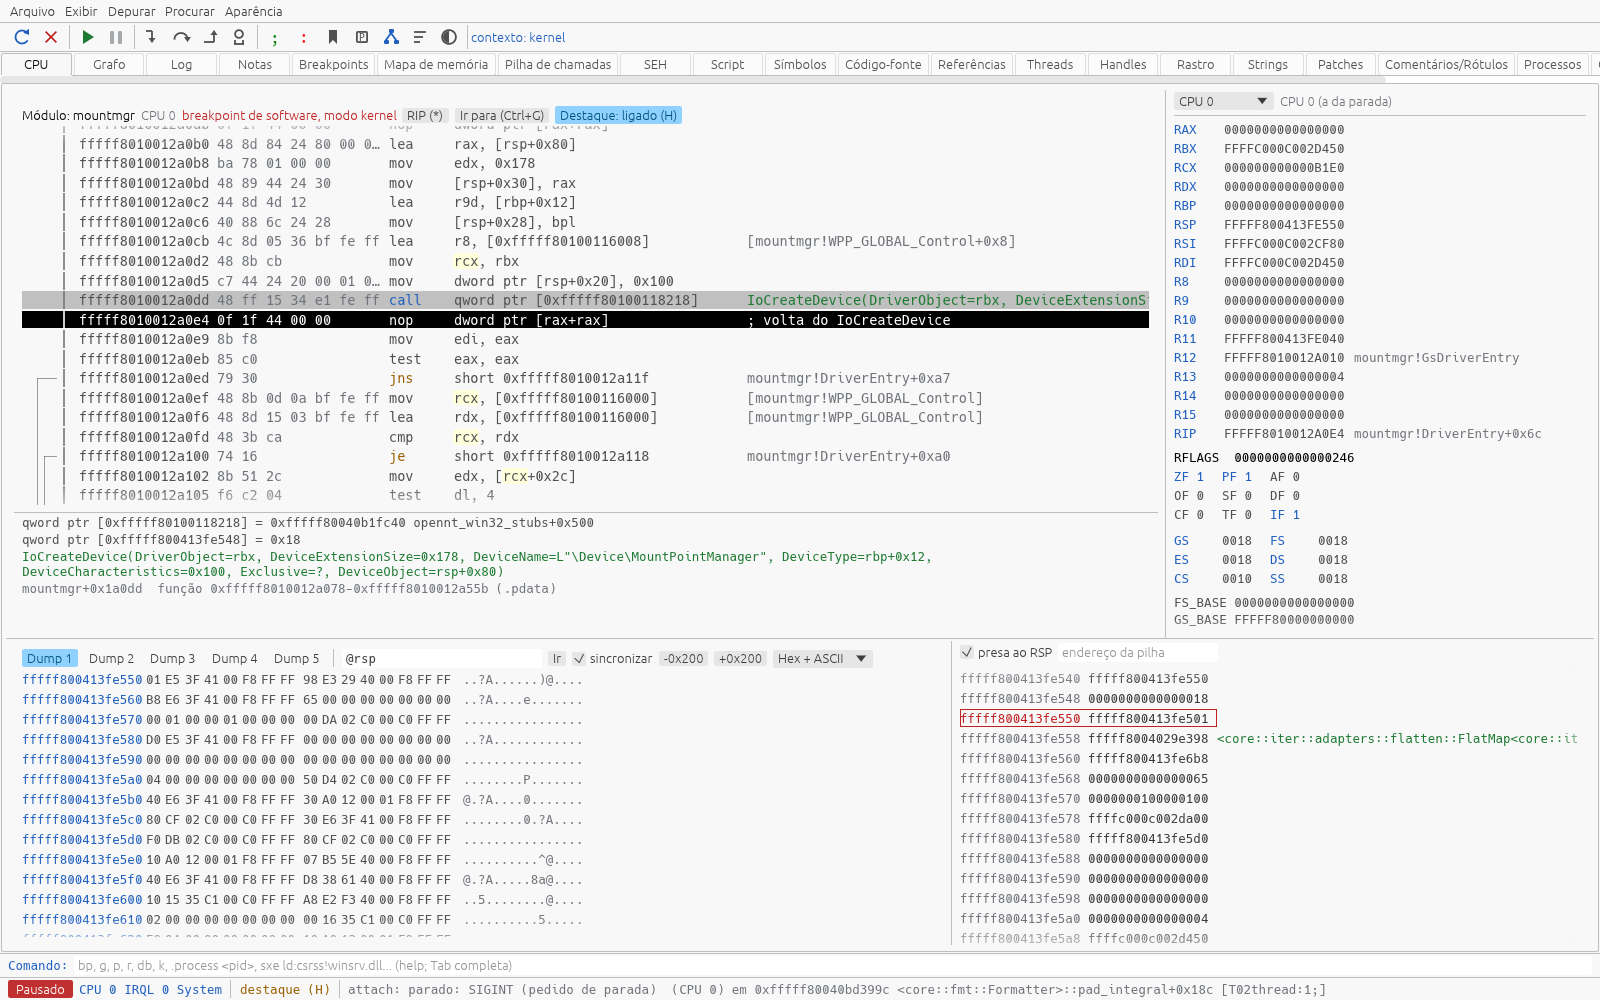 Arquivo Exibir Depurar Procurar Aparência
contexto: kernel
CPU Grafo Log Notas Breakpoints Mapa de memória Pilha de chamadas SEH Script Símbolos Código-fonte Referências Threads Handles Rastro Strings Patches Comentários/Rótulos Processos
Módulo: mountmgr CPU 0 breakpoint de software, modo kernel RIP (*) Ir para (Ctrl+G) Destaque: ligado (H)
fffff8010012a0b0 48 8d 84 24 80 00 0… lea rax, [rsp+0x80]
fffff8010012a0b8 ba 78 01 00 00 mov edx, 0x178
fffff8010012a0bd 48 89 44 24 30 mov [rsp+0x30], rax
fffff8010012a0c2 44 8d 4d 12 lea r9d, [rbp+0x12]
fffff8010012a0c6 40 88 6c 24 28 mov [rsp+0x28], bpl
fffff8010012a0cb 4c 8d 05 36 bf fe ff lea r8, [0xfffff80100116008] [mountmgr!WPP_GLOBAL_Control+0x8]
fffff8010012a0d2 48 8b cb mov rcx, rbx
fffff8010012a0d5 c7 44 24 20 00 01 0… mov dword ptr [rsp+0x20], 0x100
fffff8010012a0dd 48 ff 15 34 e1 fe ff call qword ptr [0xfffff80100118218] IoCreateDevice(DriverObject=rbx, DeviceExtensionS
fffff8010012a0e4 0f 1f 44 00 00 nop dword ptr [rax+rax] ; volta do IoCreateDevice
fffff8010012a0e9 8b f8 mov edi, eax
fffff8010012a0eb 85 c0 test eax, eax
fffff8010012a0ed 79 30 jns short 0xfffff8010012a11f mountmgr!DriverEntry+0xa7
fffff8010012a0ef 48 8b 0d 0a bf fe ff mov rcx, [0xfffff80100116000] [mountmgr!WPP_GLOBAL_Control]
fffff8010012a0f6 48 8d 15 03 bf fe ff lea rdx, [0xfffff80100116000] [mountmgr!WPP_GLOBAL_Control]
fffff8010012a0fd 48 3b ca cmp rcx, rdx
fffff8010012a100 74 16 je short 0xfffff8010012a118 mountmgr!DriverEntry+0xa0
fffff8010012a102 8b 51 2c mov edx, [rcx+0x2c]
fffff8010012a105 f6 c2 04 test dl, 4
qword ptr [0xfffff80100118218] = 0xfffff80040b1fc40 opennt_win32_stubs+0x500
qword ptr [0xfffff800413fe548] = 0x18
IoCreateDevice(DriverObject=rbx, DeviceExtensionSize=0x178, DeviceName=L"\Device\MountPointManager", DeviceType=rbp+0x12,
DeviceCharacteristics=0x100, Exclusive=?, DeviceObject=rsp+0x80)
mountmgr+0x1a0dd função 0xfffff8010012a078-0xfffff8010012a55b (.pdata)
CPU 0 CPU 0 (a da parada)
RAX 0000000000000000
RBX FFFFC000C002D450
RCX 000000000000B1E0
RDX 0000000000000000
RBP 0000000000000000
RSP FFFFF800413FE550
RSI FFFFC000C002CF80
RDI FFFFC000C002D450
R8 0000000000000000
R9 0000000000000000
R10 0000000000000000
R11 FFFFF800413FE040
R12 FFFFF8010012A010 mountmgr!GsDriverEntry
R13 0000000000000004
R14 0000000000000000
R15 0000000000000000
RIP FFFFF8010012A0E4 mountmgr!DriverEntry+0x6c
RFLAGS 0000000000000246
ZF 1 PF 1 AF 0
OF 0 SF 0 DF 0
CF 0 TF 0 IF 1
GS 0018 FS 0018
ES 0018 DS 0018
CS 0010 SS 0018
FS_BASE 0000000000000000
GS_BASE FFFFF80000000000
Dump 1 Dump 2 Dump 3 Dump 4 Dump 5 @rsp Ir sincronizar -0x200 +0x200 Hex + ASCII
fffff800413fe550 01 E5 3F 41 00 F8 FF FF 98 E3 29 40 00 F8 FF FF ..?A......)@....
fffff800413fe560 B8 E6 3F 41 00 F8 FF FF 65 00 00 00 00 00 00 00 ..?A....e.......
fffff800413fe570 00 01 00 00 01 00 00 00 00 DA 02 C0 00 C0 FF FF ................
fffff800413fe580 D0 E5 3F 41 00 F8 FF FF 00 00 00 00 00 00 00 00 ..?A............
fffff800413fe590 00 00 00 00 00 00 00 00 00 00 00 00 00 00 00 00 ................
fffff800413fe5a0 04 00 00 00 00 00 00 00 50 D4 02 C0 00 C0 FF FF ........P.......
fffff800413fe5b0 40 E6 3F 41 00 F8 FF FF 30 A0 12 00 01 F8 FF FF @.?A....0.......
fffff800413fe5c0 80 CF 02 C0 00 C0 FF FF 30 E6 3F 41 00 F8 FF FF ........0.?A....
fffff800413fe5d0 F0 DB 02 C0 00 C0 FF FF 80 CF 02 C0 00 C0 FF FF ................
fffff800413fe5e0 10 A0 12 00 01 F8 FF FF 07 B5 5E 40 00 F8 FF FF ..........^@....
fffff800413fe5f0 40 E6 3F 41 00 F8 FF FF D8 38 61 40 00 F8 FF FF @.?A.....8a@....
fffff800413fe600 10 15 35 C1 00 C0 FF FF A8 E2 F3 40 00 F8 FF FF ..5........@....
fffff800413fe610 02 00 00 00 00 00 00 00 00 16 35 C1 00 C0 FF FF ..........5.....
presa ao RSP endereço da pilha
fffff800413fe540 fffff800413fe550
fffff800413fe548 0000000000000018
fffff800413fe550 fffff800413fe501
fffff800413fe558 fffff8004029e398 <core::iter::adapters::flatten::FlatMap<core::it
fffff800413fe560 fffff800413fe6b8
fffff800413fe568 0000000000000065
fffff800413fe570 0000000100000100
fffff800413fe578 ffffc000c002da00
fffff800413fe580 fffff800413fe5d0
fffff800413fe588 0000000000000000
fffff800413fe590 0000000000000000
fffff800413fe598 0000000000000000
fffff800413fe5a0 0000000000000004
fffff800413fe5a8 ffffc000c002d450
Comando: bp, g, p, r, db, k, .process <pid>, sxe ld:csrss!winsrv.dll... (help; Tab completa)
Pausado CPU 0 IRQL 0 System destaque (H) attach: parado: SIGINT (pedido de parada) (CPU 0) em 0xfffff80040bd399c <core::fmt::Formatter>::pad_integral+0x18c [T02thread:1;]